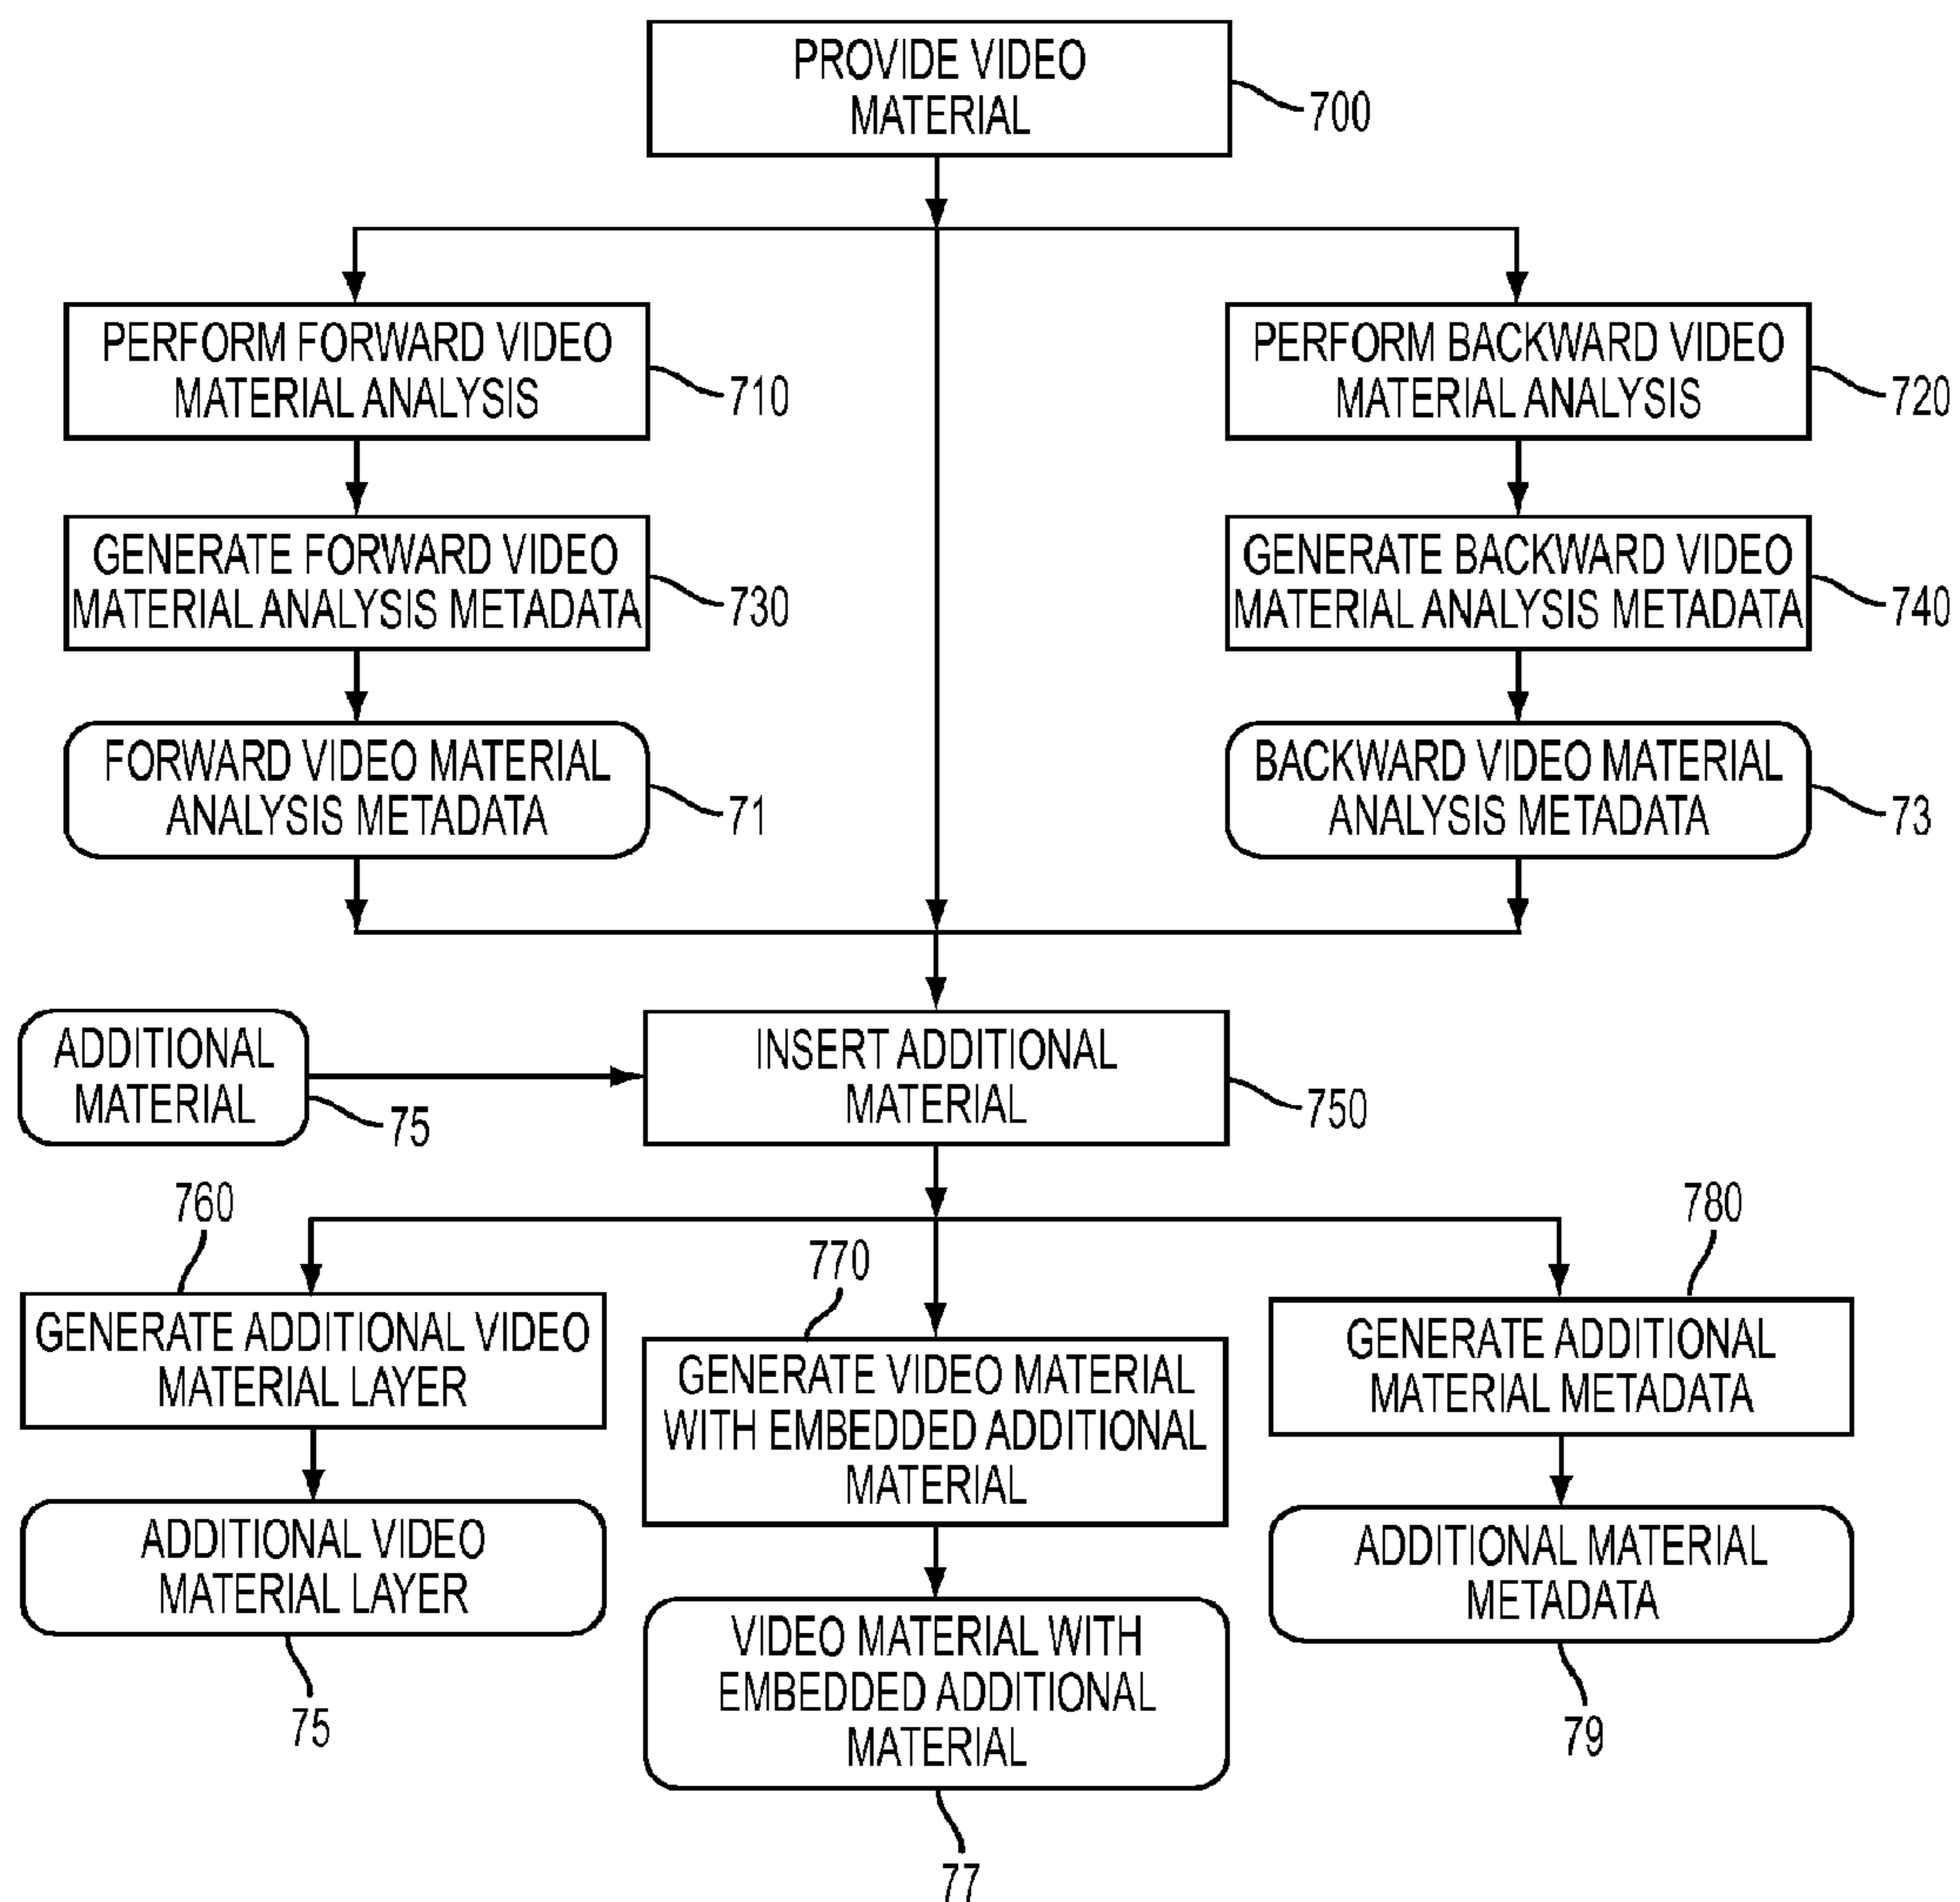 PROVIDE VIDEO
MATERIAL
700
PERFORM FORWARD VIDEO
MATERIAL ANALYSIS
710
PERFORM BACKWARD VIDEO
MATERIAL ANALYSIS
720
GENERATE FORWARD VIDEO
MATERIAL ANALYSIS METADATA
730
GENERATE BACKWARD VIDEO
MATERIAL ANALYSIS METADATA
740
FORWARD VIDEO MATERIAL
ANALYSIS METADATA
71
BACKWARD VIDEO MATERIAL
ANALYSIS METADATA
73
ADDITIONAL
MATERIAL
75
INSERT ADDITIONAL
MATERIAL
750
760
GENERATE ADDITIONAL VIDEO
MATERIAL LAYER
770
GENERATE VIDEO MATERIAL
WITH EMBEDDED ADDITIONAL
MATERIAL
780
GENERATE ADDITIONAL
MATERIAL METADATA
ADDITIONAL VIDEO
MATERIAL LAYER
75
VIDEO MATERIAL WITH
EMBEDDED ADDITIONAL
MATERIAL
77
ADDITIONAL MATERIAL
METADATA
79